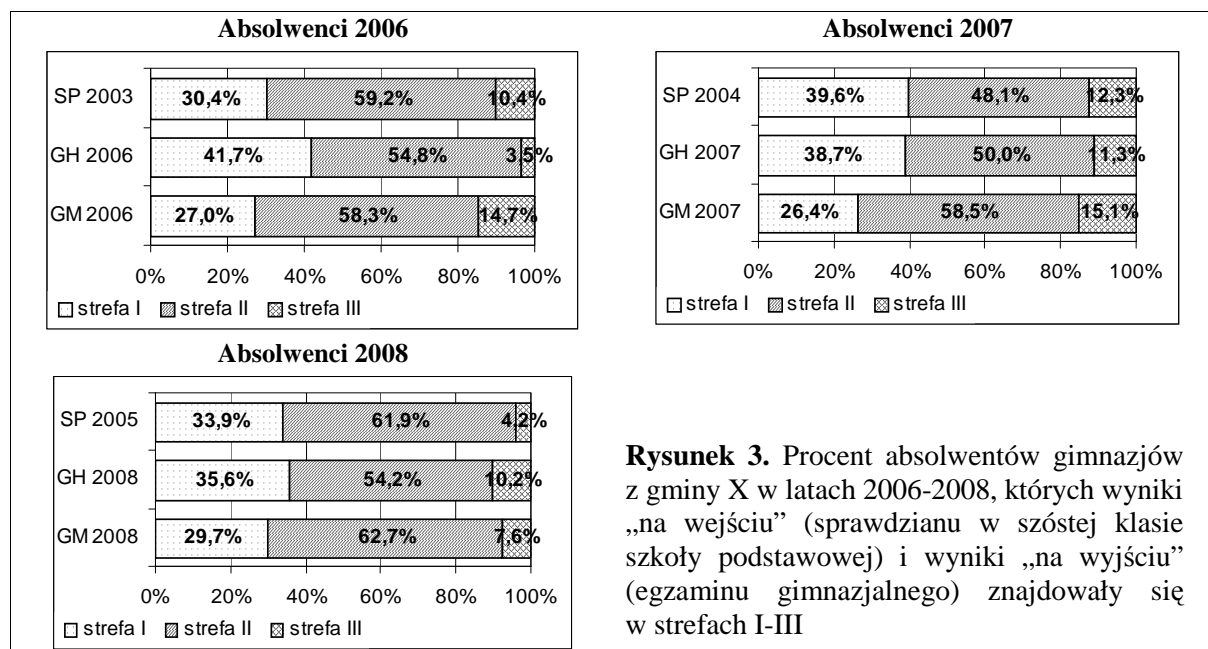 Absolwenci 2006
SP 2003 30,4% 59,2% 10,4%
GH 2006 41,7% 54,8% 3,5%
GM 2006 27,0% 58,3% 14,7%
0% 20% 40% 60% 80% 100%
strefa I strefa II strefa III
Absolwenci 2007
SP 2004 39,6% 48,1% 12,3%
GH 2007 38,7% 50,0% 11,3%
GM 2007 26,4% 58,5% 15,1%
0% 20% 40% 60% 80% 100%
strefa I strefa II strefa III
Absolwenci 2008
SP 2005 33,9% 61,9% 4,2%
GH 2008 35,6% 54,2% 10,2%
GM 2008 29,7% 62,7% 7,6%
0% 20% 40% 60% 80% 100%
strefa I strefa II strefa III
Rysunek 3. Procent absolwentów gimnazjów
z gminy X w latach 2006-2008, których wyniki
„na wejściu” (sprawdzianu w szóstej klasie
szkoły podstawowej) i wyniki „na wyjściu”
(egzaminu gimnazjalnego) znajdowały się
w strefach I-III